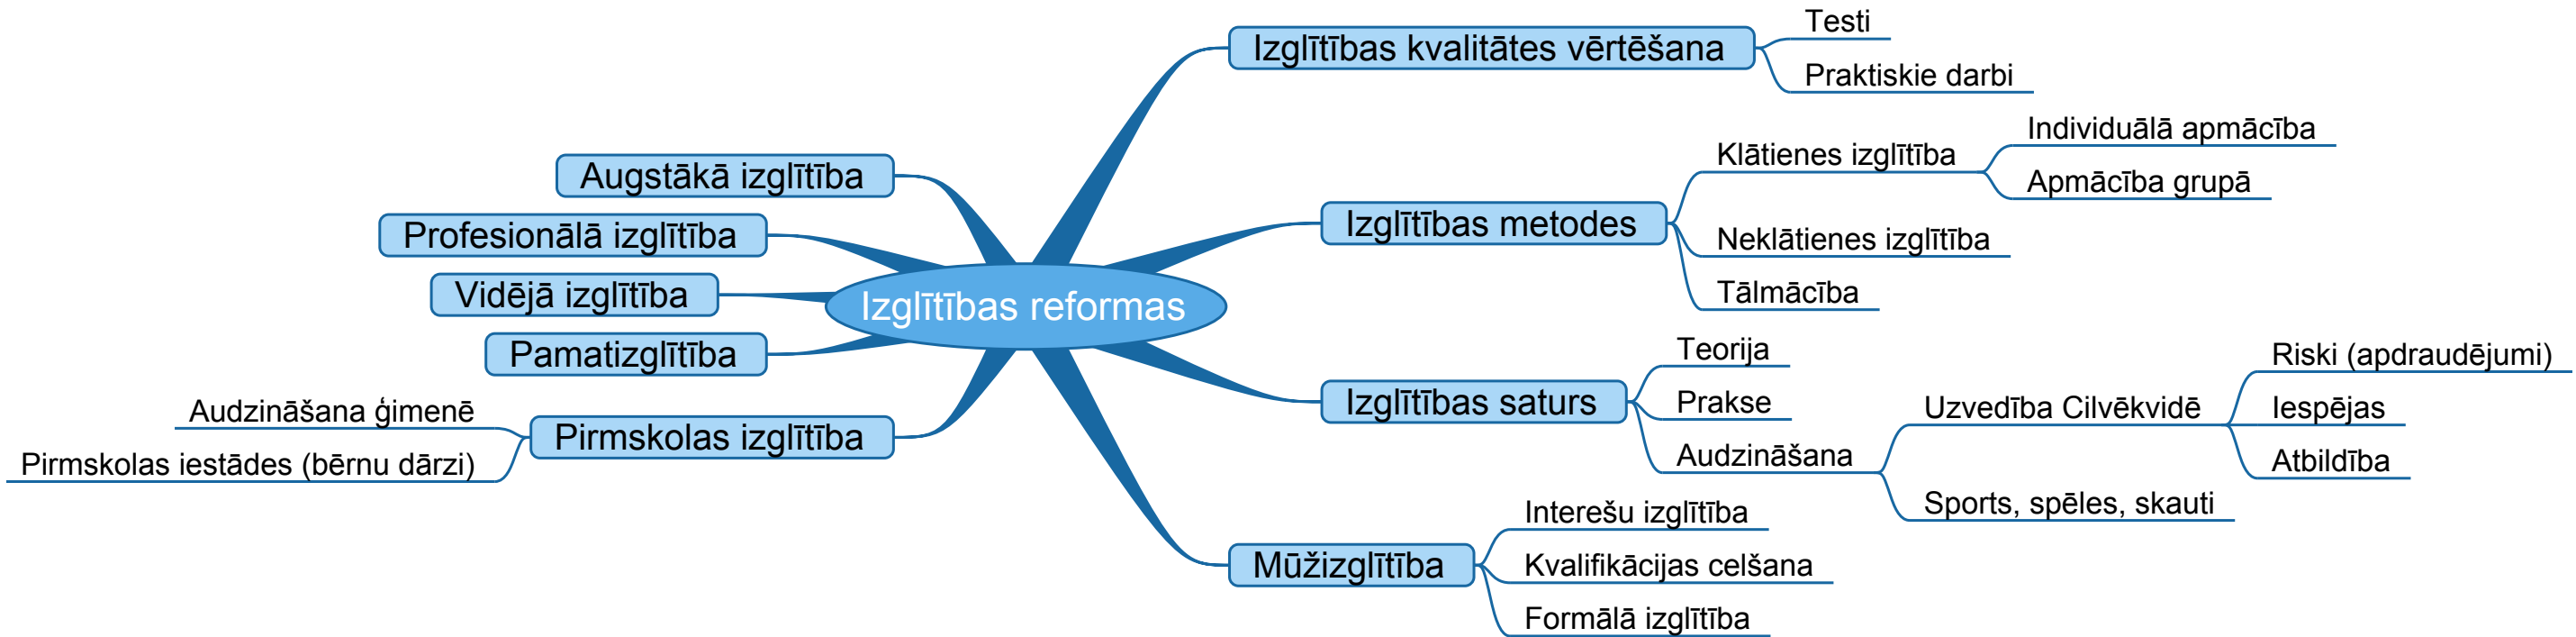 Izglītības reformas
Izglītības kvalitātes vērtēšana
Testi
Praktiskie darbi
Izglītības metodes
Klātienes izglītība
Individuālā apmācība
Apmācība grupā
Neklātienes izglītība
Tālmācība
Izglītības saturs
Teorija
Prakse
Audzināšana
Uzvedība Cilvēkvidē
Riski (apdraudējumi)
Iespējas
Atbildība
Sports, spēles, skauti
Mūžizglītība
Interešu izglītība
Kvalifikācijas celšana
Formālā izglītība
Augstākā izglītība
Profesionālā izglītība
Vidējā izglītība
Pamatizglītība
Pirmskolas izglītība
Audzināšana ģimenē
Pirmskolas iestādes (bērnu dārzi)